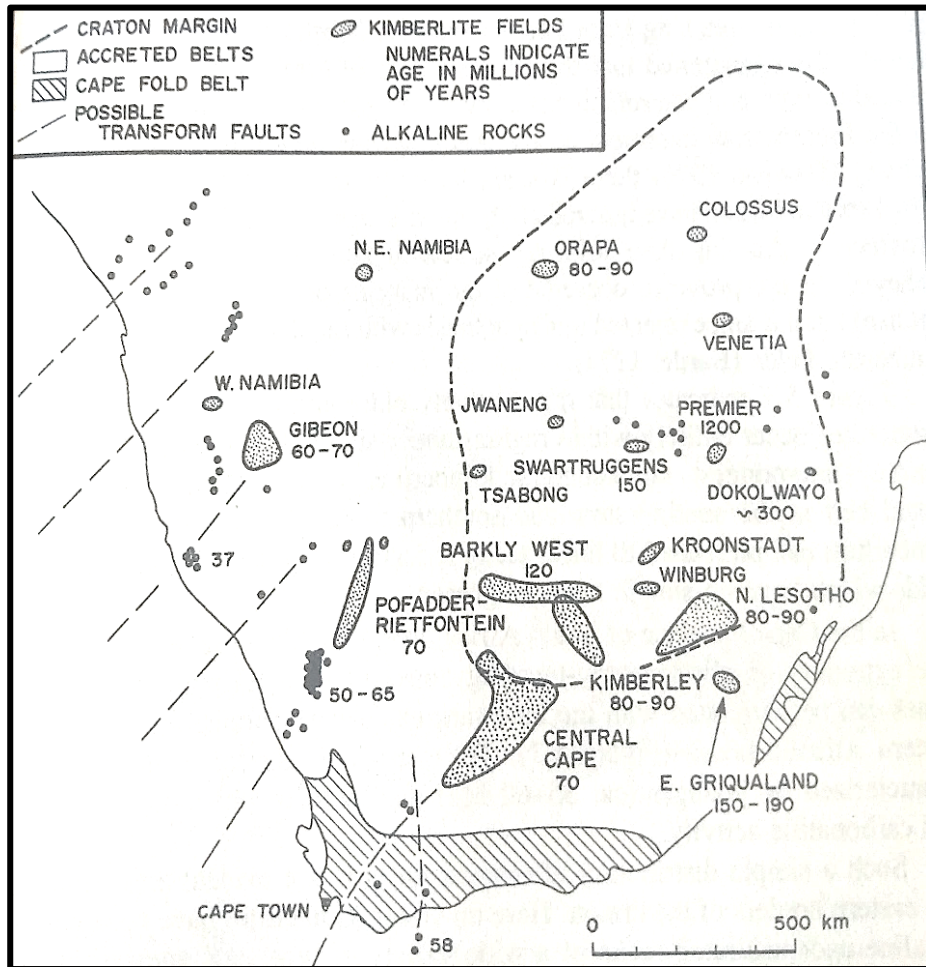 CRATON MARGIN
ACCRETED BELTS
CAPE FOLD BELT
POSSIBLE
TRANSFORM FAULTS
KIMBERLITE FIELDS
NUMERALS INDICATE
AGE IN MILLIONS
OF YEARS
ALKALINE ROCKS
COLOSSUS
N.E. NAMIBIA
ORAPA
80-90
VENETIA
W. NAMIBIA
GIBEON
60-70
JWANENG
PREMIER
1200
SWARTRUGGENS
150
TSABONG
DOKOLWAYO
~300
37
BARKLY WEST
120
KROONSTADT
WINBURG
N. LESOTHO
80-90
POFADDER-
RIETFONTEIN
70
50-65
KIMBERLEY
80-90
CENTRAL
CAPE
70
E. GRIQUALAND
150-190
CAPE TOWN
58
0 500 km